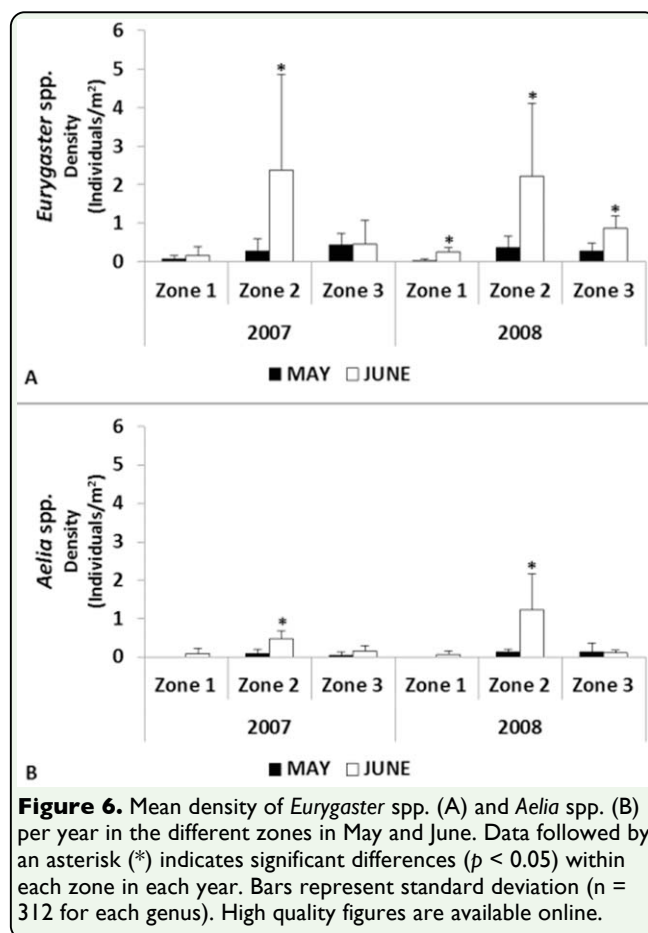 6
5
4
3
2
1
0
Eurygaster spp.
Density
(Individuals/m²)
*
*
*
*
Zone 1 Zone 2 Zone 3 Zone 1 Zone 2 Zone 3
2007 2008
A
■ MAY □ JUNE
6
5
4
3
2
1
0
Aelia spp.
Density
(Individuals/m²)
*
*
Zone 1 Zone 2 Zone 3 Zone 1 Zone 2 Zone 3
2007 2008
B
■ MAY □ JUNE
Figure 6. Mean density of Eurygaster spp. (A) and Aelia spp. (B)
per year in the different zones in May and June. Data followed by
an asterisk (*) indicates significant differences (p < 0.05) within
each zone in each year. Bars represent standard deviation (n =
312 for each genus). High quality figures are available online.